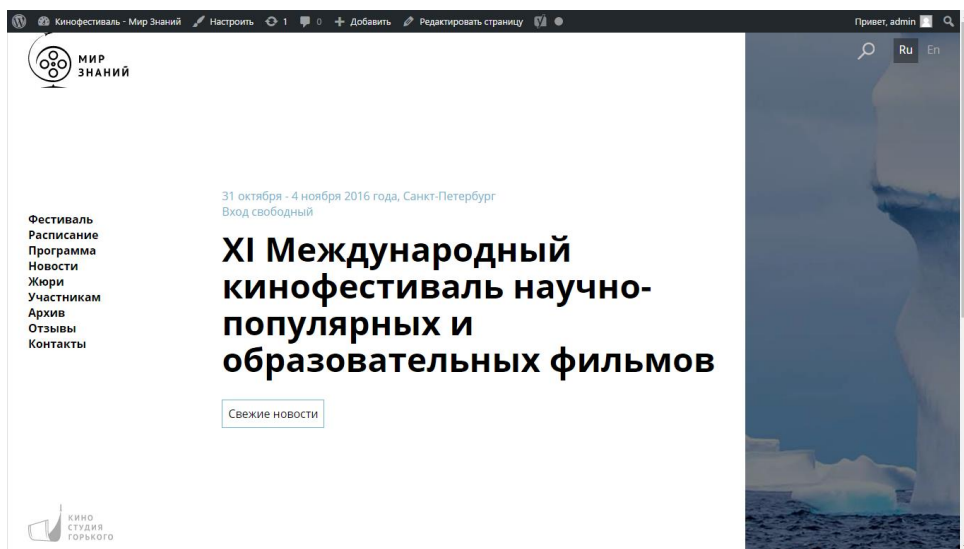 Кинофестиваль - Мир Знаний Настроить 1 0 Добавить Редактировать страницу Привет, admin
МИР
ЗНАНИЙ
Ru En
31 октября - 4 ноября 2016 года, Санкт-Петербург
Вход свободный
Фестиваль
Расписание
Программа
Новости
Жюри
Участникам
Архив
Отзывы
Контакты
XI Международный
кинофестиваль научно-
популярных и
образовательных фильмов
Свежие новости
КИНО
СТУДИЯ
ГОРЬКОГО